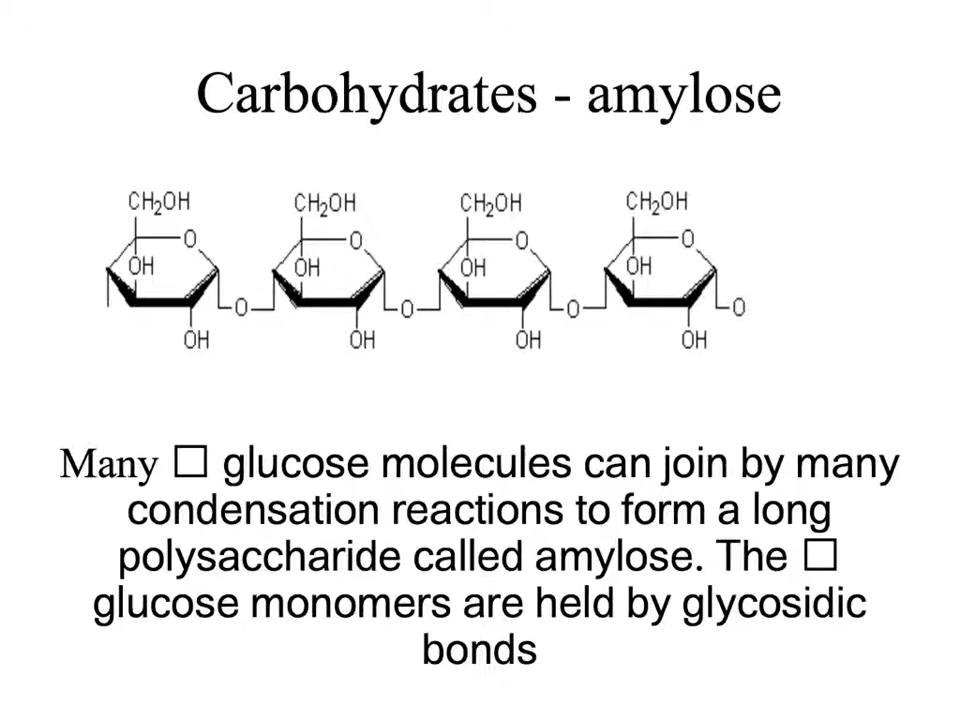 Carbohydrates - amylose
CH₂OH CH₂OH CH₂OH CH₂OH
O O O O
OH OH OH OH
O O O O
OH OH OH OH
Many □ glucose molecules can join by many
condensation reactions to form a long
polysaccharide called amylose. The □
glucose monomers are held by glycosidic
bonds